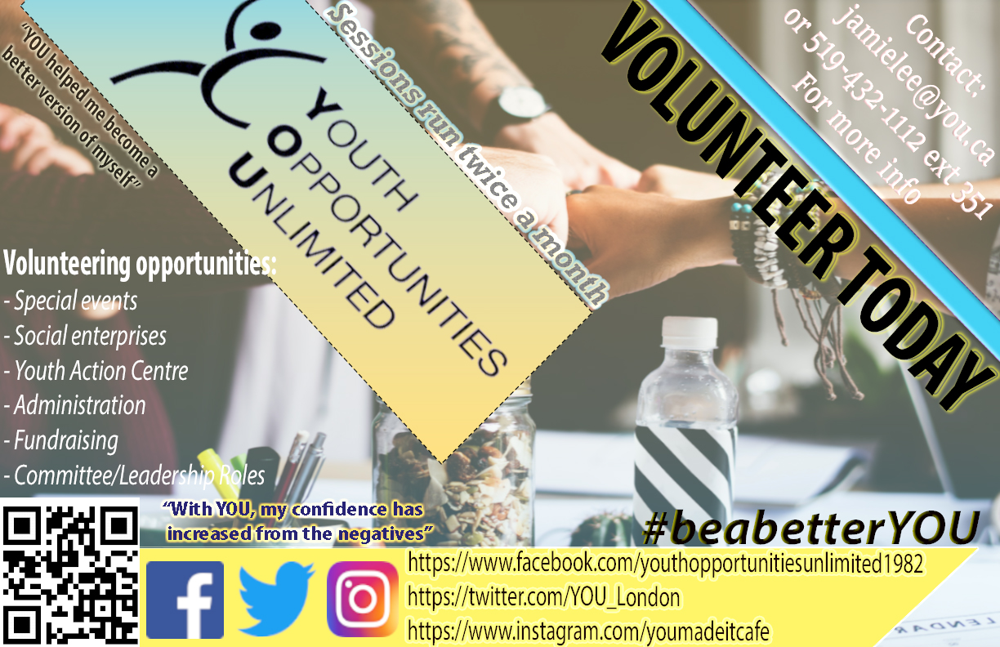 “YOU helped me become a
better version of myself”
YOUTH
OPPORTUNITIES
UNLIMITED
Sessions run twice a month
VOLUNTEER TODAY
Contact:
jamielee@you.ca
or 519-432-1112 ext 351
For more info
Volunteering opportunities:
- Special events
- Social enterprises
- Youth Action Centre
- Administration
- Fundraising
- Committee/Leadership Roles
“With YOU, my confidence has
increased from the negatives”
#beabetterYOU
https://www.facebook.com/youthopportunitiesunlimited1982
https://twitter.com/YOU_London
https://www.instagram.com/youmadeitcafe